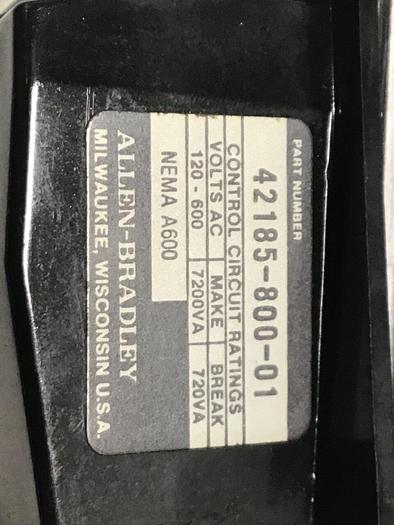 PART NUMBER
42185-800-01
CONTROL CIRCUIT RATINGS
VOLTS AC MAKE BREAK
120 - 600 7200VA 720VA
NEMA A600
ALLEN-BRADLEY
MILWAUKEE, WISCONSIN U.S.A.